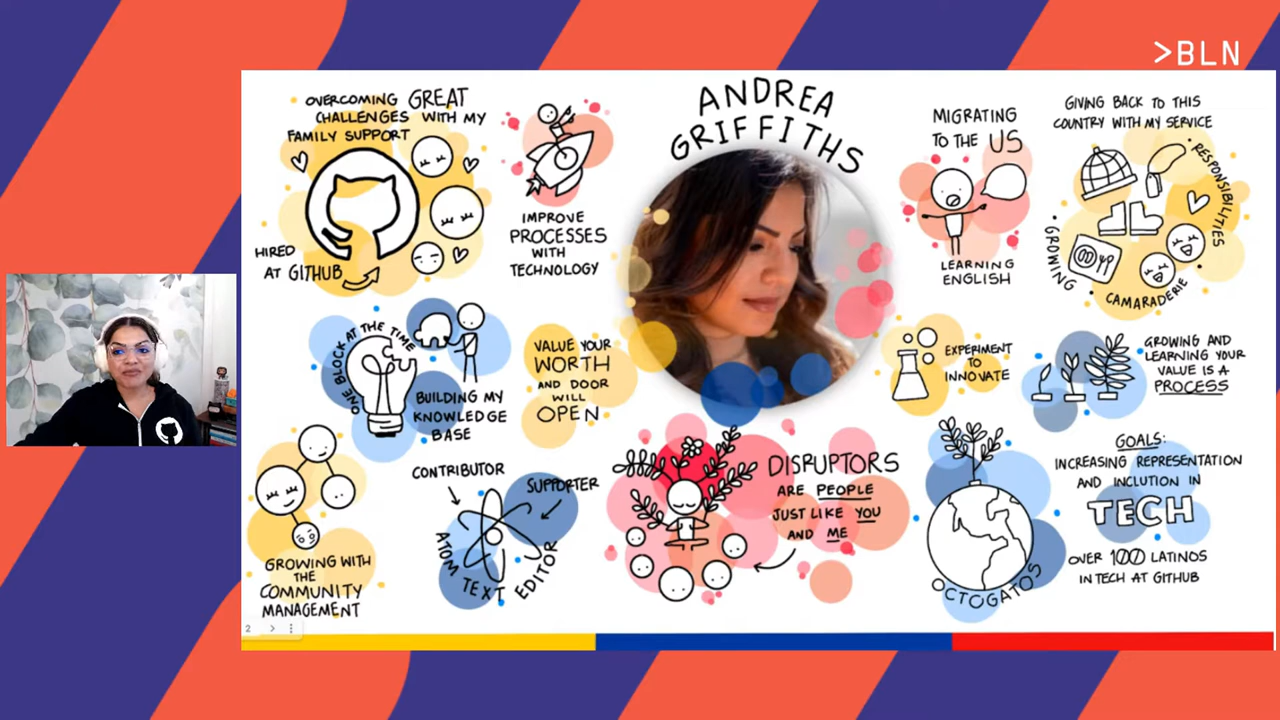 >BLN
ANDREA
GRIFFITHS
OVERCOMING GREAT
CHALLENGES WITH MY
FAMILY SUPPORT
HIRED
AT GITHUB
IMPROVE
PROCESSES
WITH
TECHNOLOGY
MIGRATING
TO THE US
LEARNING
ENGLISH
GIVING BACK TO THIS
COUNTRY WITH MY SERVICE
RESPONSIBILITIES
GROWING
CAMARADERIE
ONE BLOCK AT THE TIME
BUILDING MY
KNOWLEDGE
BASE
VALUE YOUR
WORTH
AND DOOR
WILL
OPEN
EXPERIMENT
TO
INNOVATE
GROWING AND
LEARNING YOUR
VALUE IS A
PROCESS
GROWING WITH
THE
COMMUNITY
MANAGEMENT
CONTRIBUTOR
SUPPORTER
ATOM TEXT EDITOR
DISRUPTORS
ARE PEOPLE
JUST LIKE YOU
AND ME
OCTOGATOS
GOALS:
INCREASING REPRESENTATION
AND INCLUTION IN
TECH
OVER 100 LATINOS
IN TECH AT GITHUB
2